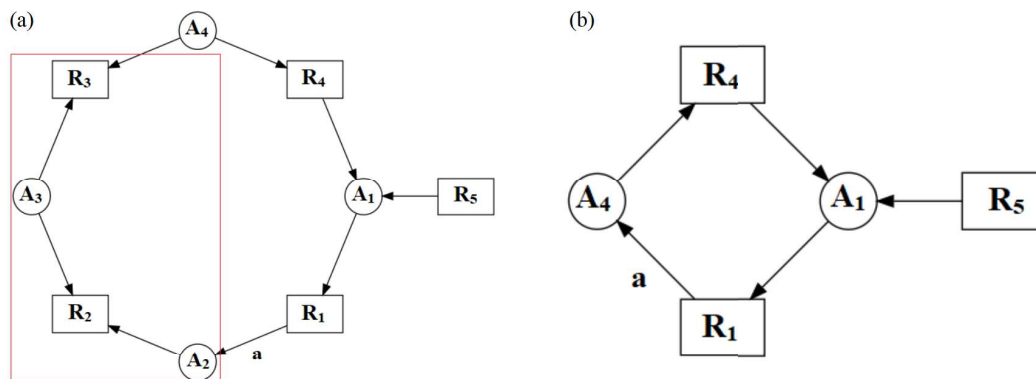 (a)
A₄
R₃
R₄
A₃
A₁
R₅
R₂
R₁
A₂
a
(b)
R₄
A₄
A₁
R₅
a
R₁